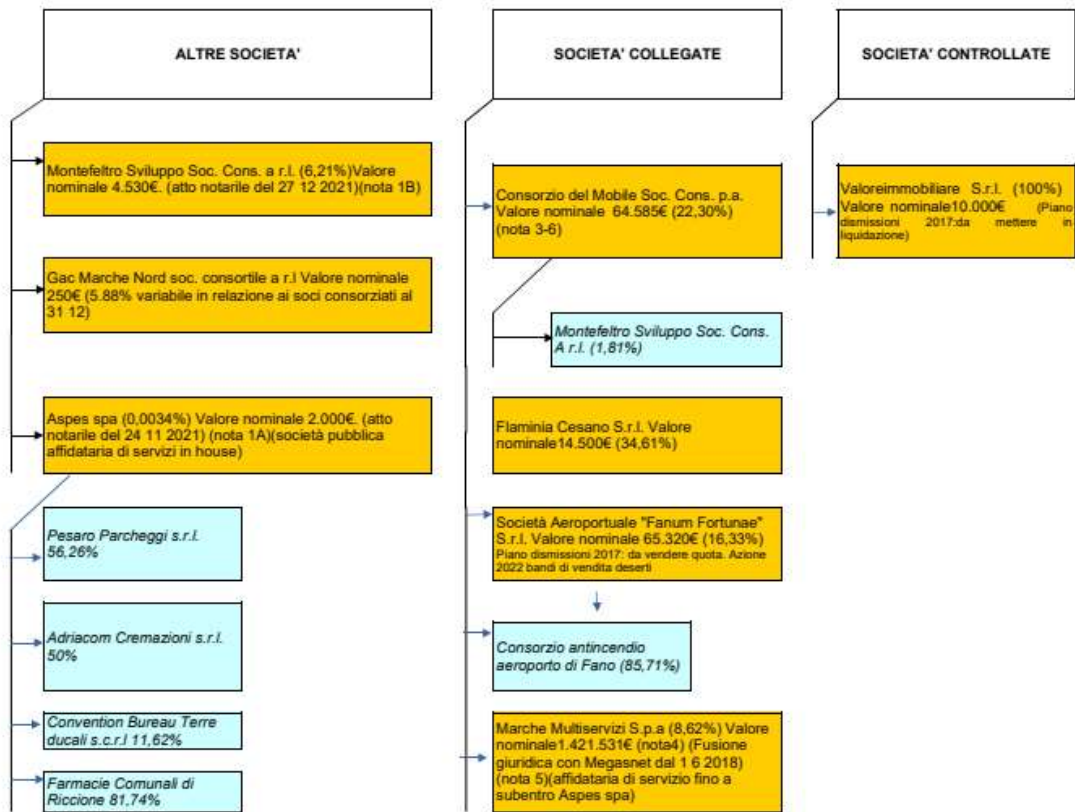 ALTRE SOCIETA'
Montefeltro Sviluppo Soc. Cons. a r.l. (6,21%)Valore
nominale 4.530€. (atto notarile del 27 12 2021)(nota 1B)
Gac Marche Nord soc. consortile a r.l Valore nominale
250€ (5.88% variabile in relazione ai soci consorziati al
31 12)
Aspes spa (0,0034%) Valore nominale 2.000€. (atto
notarile del 24 11 2021) (nota 1A)(società pubblica
affidataria di servizi in house)
Pesaro Parcheggi s.r.l.
56,26%
Adriacom Cremazioni s.r.l.
50%
Convention Bureau Terre
ducali s.c.r.l 11,62%
Farmacie Comunali di
Riccione 81,74%
SOCIETA' COLLEGATE
Consorzio del Mobile Soc. Cons. p.a.
Valore nominale 64.585€ (22,30%)
(nota 3-6)
Montefeltro Sviluppo Soc. Cons.
A r.l. (1,81%)
Flaminia Cesano S.r.l. Valore
nominale14.500€ (34,61%)
Società Aeroportuale "Fanum Fortunae"
S.r.l. Valore nominale 65.320€ (16,33%)
Piano dismissioni 2017: da vendere quota. Azione
2022 bandi di vendita deserti
Consorzio antincendio
aeroporto di Fano (85,71%)
Marche Multiservizi S.p.a (8,62%) Valore
nominale1.421.531€ (nota4) (Fusione
giuridica con Megasnet dal 1 6 2018)
(nota 5)(affidataria di servizio fino a
subentro Aspes spa)
SOCIETA' CONTROLLATE
Valoreimmobiliare S.r.l. (100%)
Valore nominale10.000€ (Piano
dismissioni 2017:da mettere in
liquidazione)